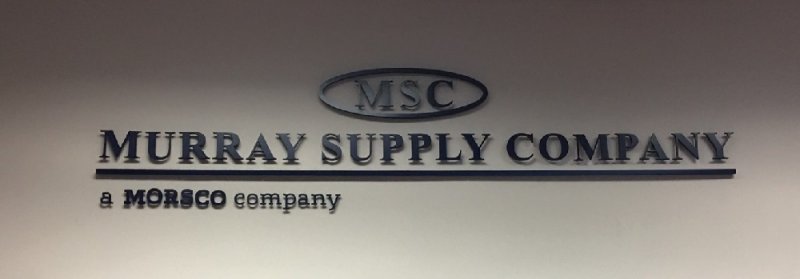 MSC
MURRAY SUPPLY COMPANY
a MORSCO company